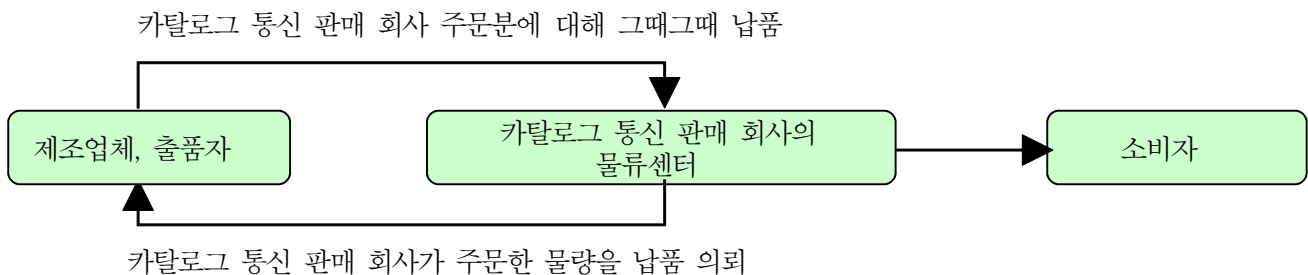 카탈로그 통신 판매 회사 주문분에 대해 그때그때 납품
제조업체, 출품자
카탈로그 통신 판매 회사의
물류센터
소비자
카탈로그 통신 판매 회사가 주문한 물량을 납품 의뢰